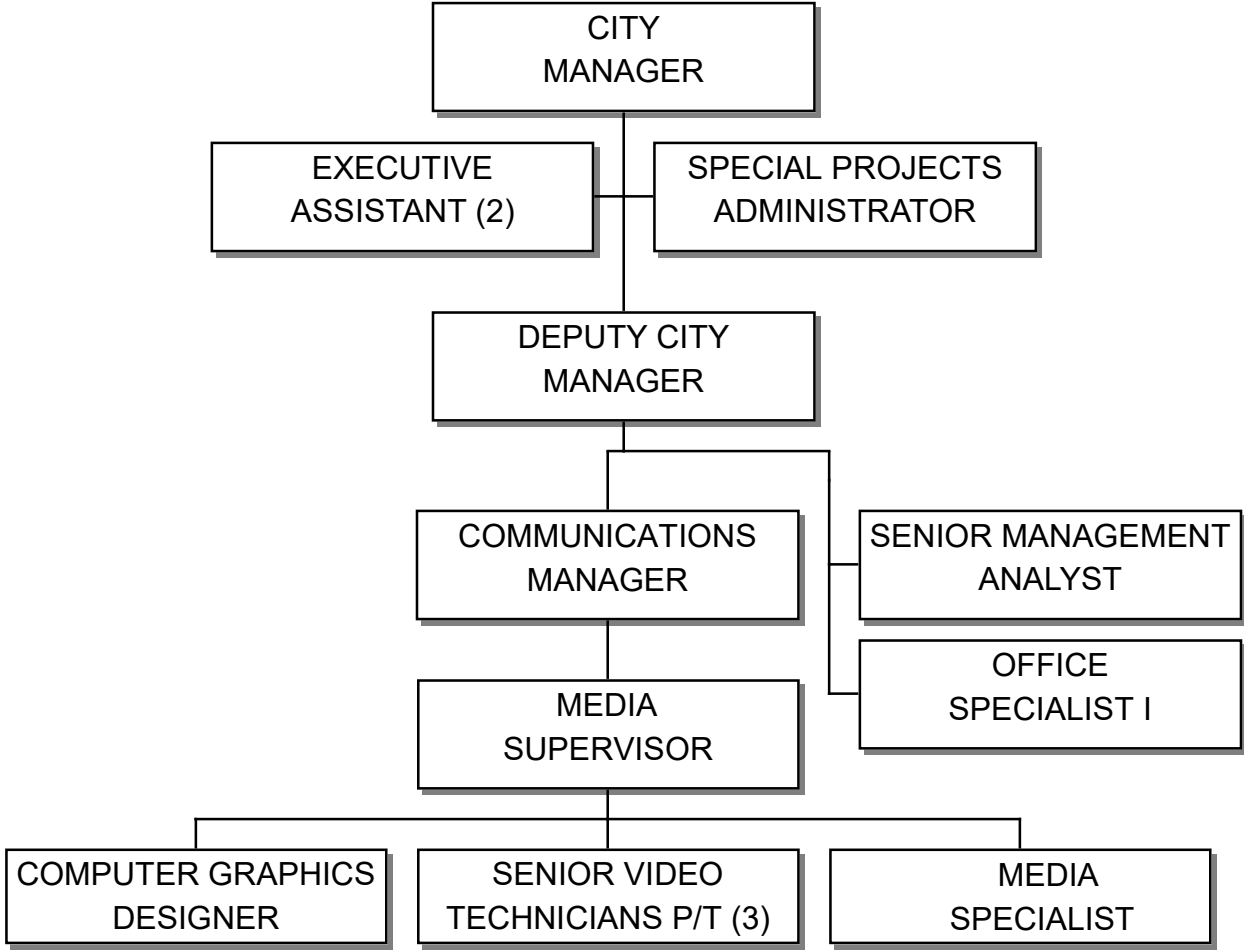 CITY
MANAGER
EXECUTIVE
ASSISTANT (2)
SPECIAL PROJECTS
ADMINISTRATOR
DEPUTY CITY
MANAGER
COMMUNICATIONS
MANAGER
SENIOR MANAGEMENT
ANALYST
OFFICE
SPECIALIST I
MEDIA
SUPERVISOR
COMPUTER GRAPHICS
DESIGNER
SENIOR VIDEO
TECHNICIANS P/T (3)
MEDIA
SPECIALIST